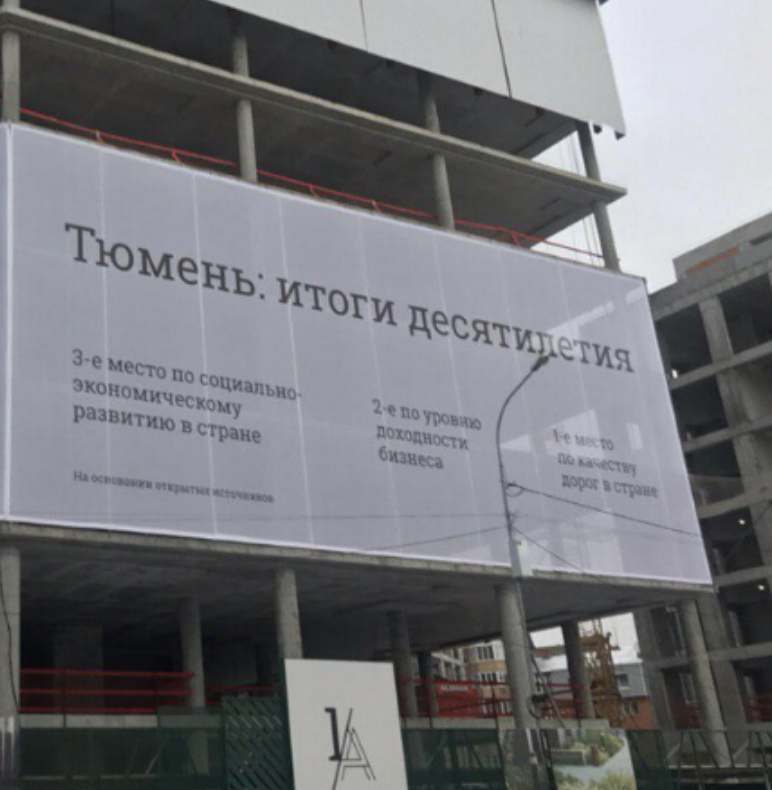 Тюмень: итоги десятилетия
3-е место по социально-
экономическому
развитию в стране
2-е по уровню
доходности
бизнеса
1-е место
по качеству
дорог в стране
На основании открытых источников
1/А